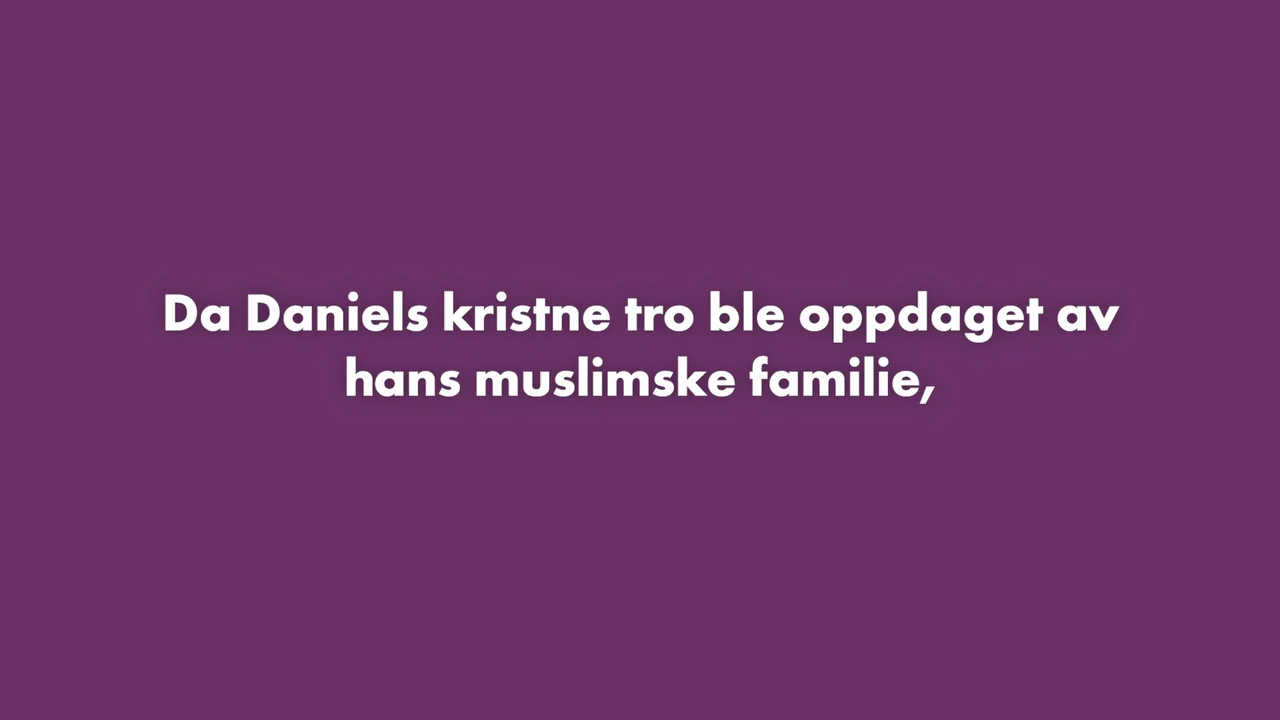 Da Daniels kristne tro ble oppdaget av
hans muslimske familie,